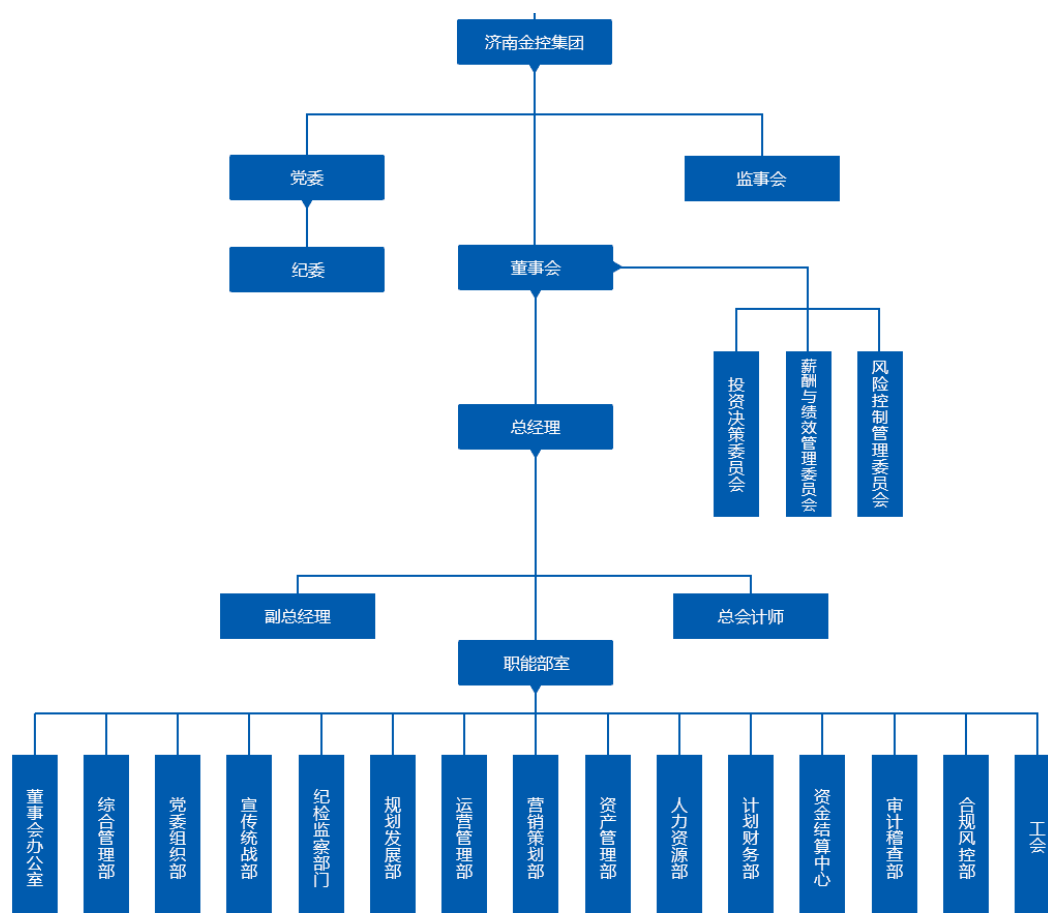 济南金控集团
党委
监事会
纪委
董事会
投资决策委员会
薪酬与绩效管理委员会
风险控制管理委员会
总经理
副总经理
总会计师
职能部室
董事会办公室
综合管理部
党委组织部
宣传统战部
纪检监察部门
规划发展部
运营管理部
营销策划部
资产管理部
人力资源部
计划财务部
资金结算中心
审计稽查部
合规风控部
工会